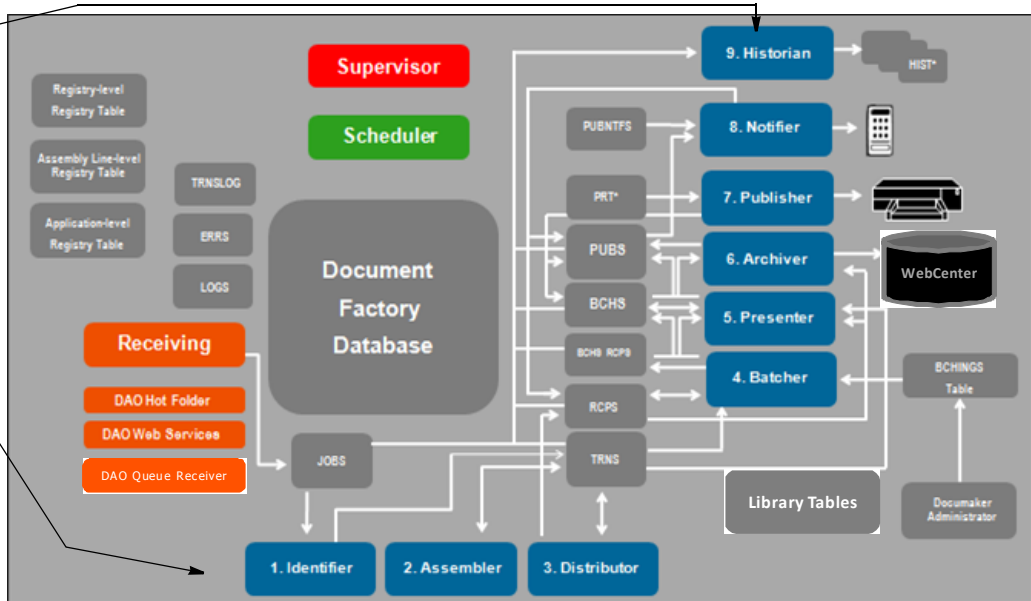 Supervisor
Scheduler
Registry-level
Registry Table
Assembly Line-level
Registry Table
Application-level
Registry Table
TRNSLOG
ERRS
LOGS
Document
Factory
Database
Receiving
DAO Hot Folder
DAO Web Services
DAO Queue Receiver
JOBS
1. Identifier
2. Assembler
3. Distributor
PUBNTFS
PRT*
PUBS
BCHS
BCHS RCPS
RCPS
TRNS
9. Historian
8. Notifier
7. Publisher
6. Archiver
5. Presenter
4. Batcher
HIST*
WebCenter
BCHINGS
Table
Library Tables
Documaker
Administrator